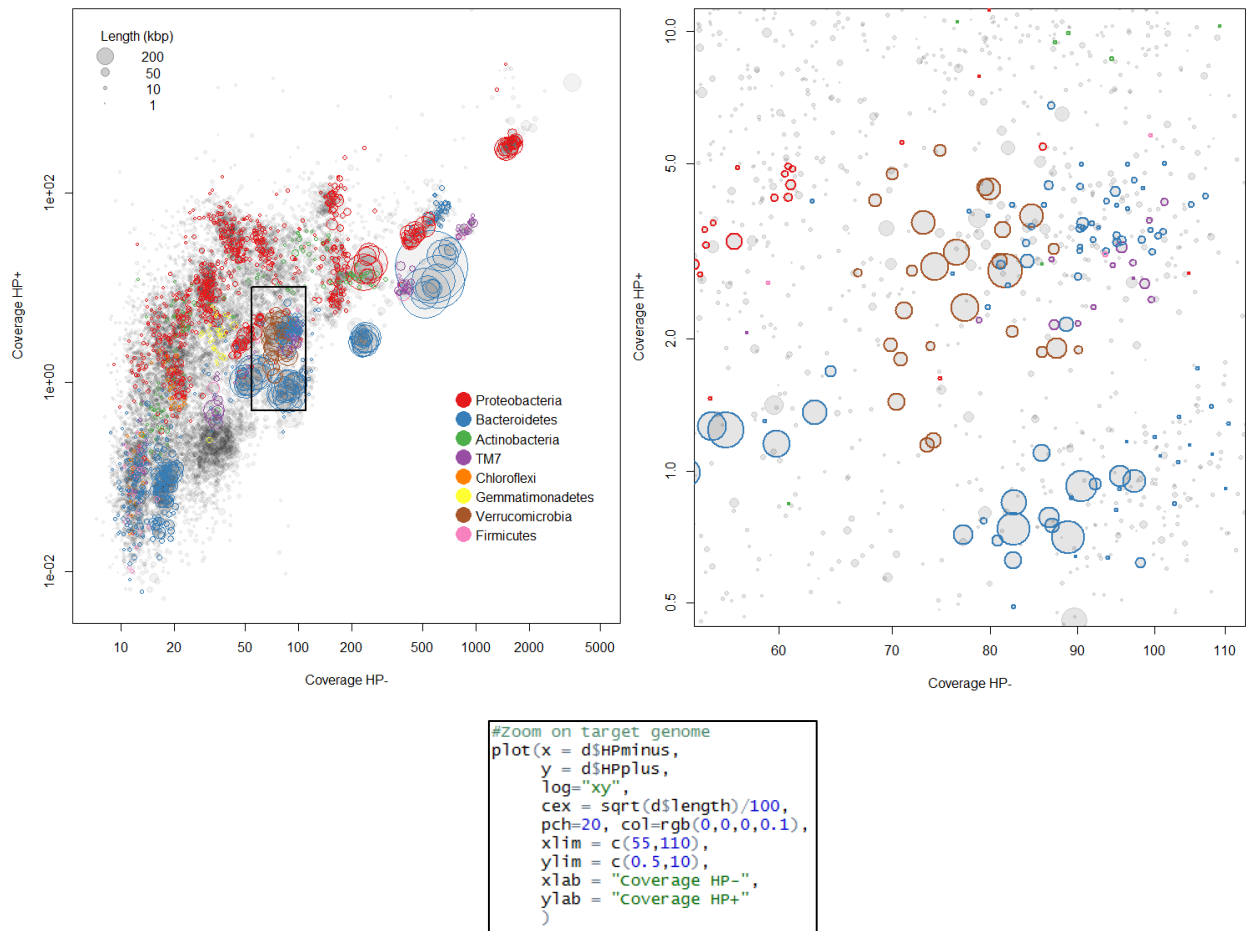 Length (kbp)
200
50
10
1
Coverage HP+
1e+02
1e+00
1e-02
Proteobacteria
Bacteroidetes
Actinobacteria
TM7
Chloroflexi
Gemmatimonadetes
Verrucomicrobia
Firmicutes
10 20 50 100 200 500 1000 2000 5000
Coverage HP-
Coverage HP+
10.0
5.0
2.0
1.0
0.5
60 70 80 90 100 110
Coverage HP-
#Zoom on target genome
plot(x = d$HPminus,
y = d$HPplus,
log="xy",
cex = sqrt(d$length)/100,
pch=20, col=rgb(0,0,0,0.1),
xlim = c(55,110),
ylim = c(0.5,10),
xlab = "Coverage HP-",
ylab = "Coverage HP+"
)